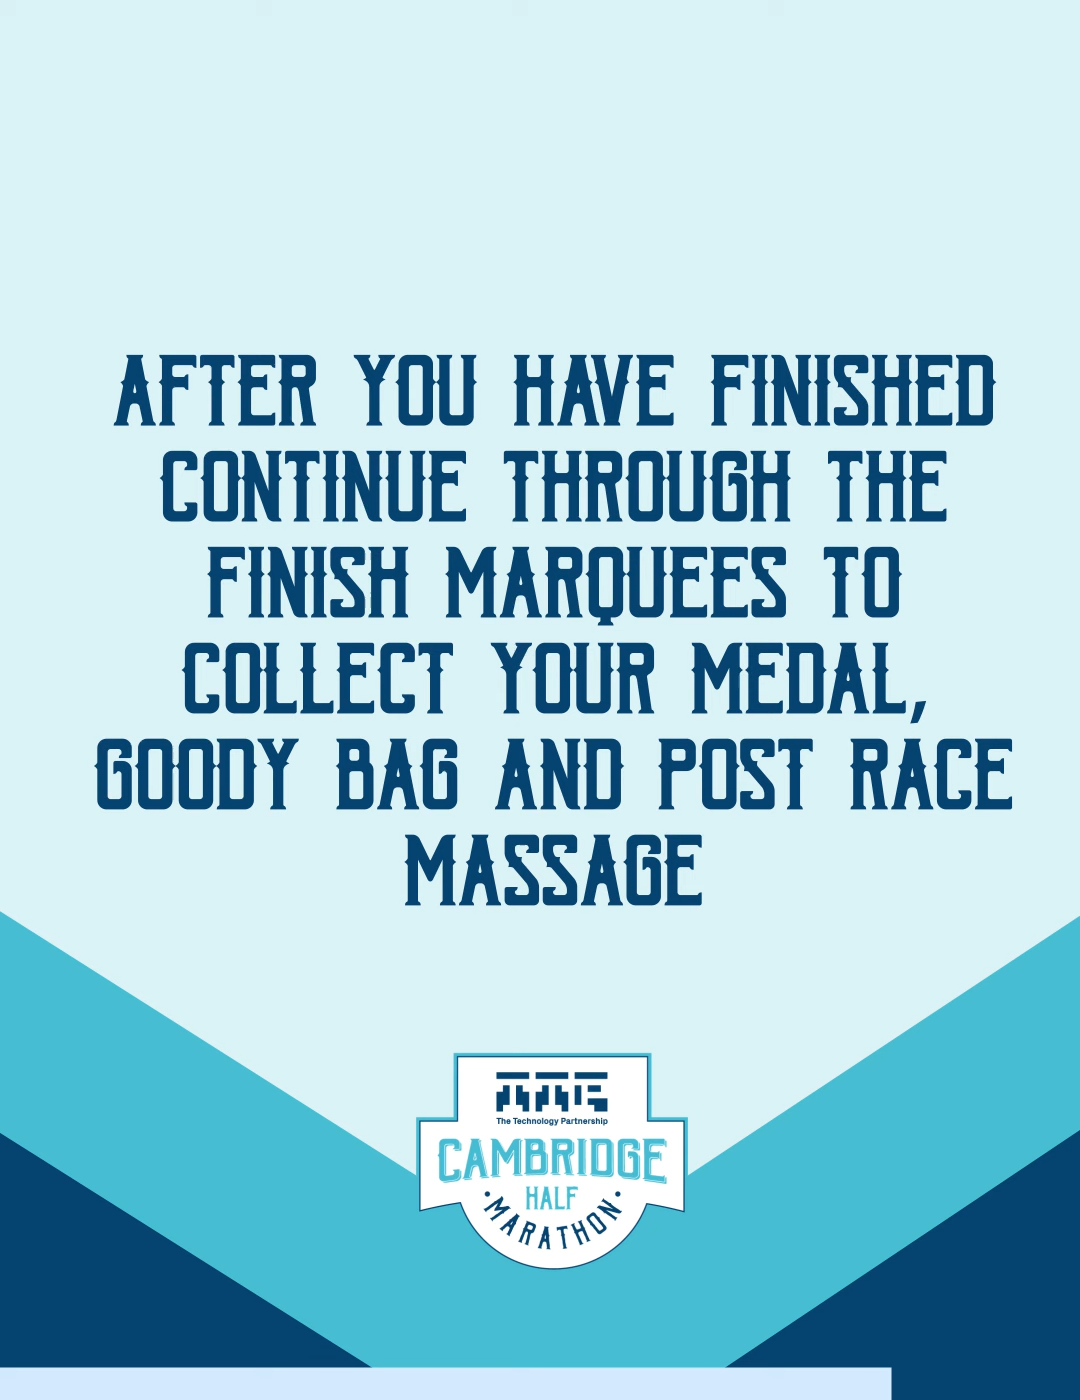 AFTER YOU HAVE FINISHED
CONTINUE THROUGH THE
FINISH MARQUEES TO
COLLECT YOUR MEDAL,
GOODY BAG AND POST RACE
MASSAGE
The Technology Partnership
CAMBRIDGE
HALF
• MARATHON •